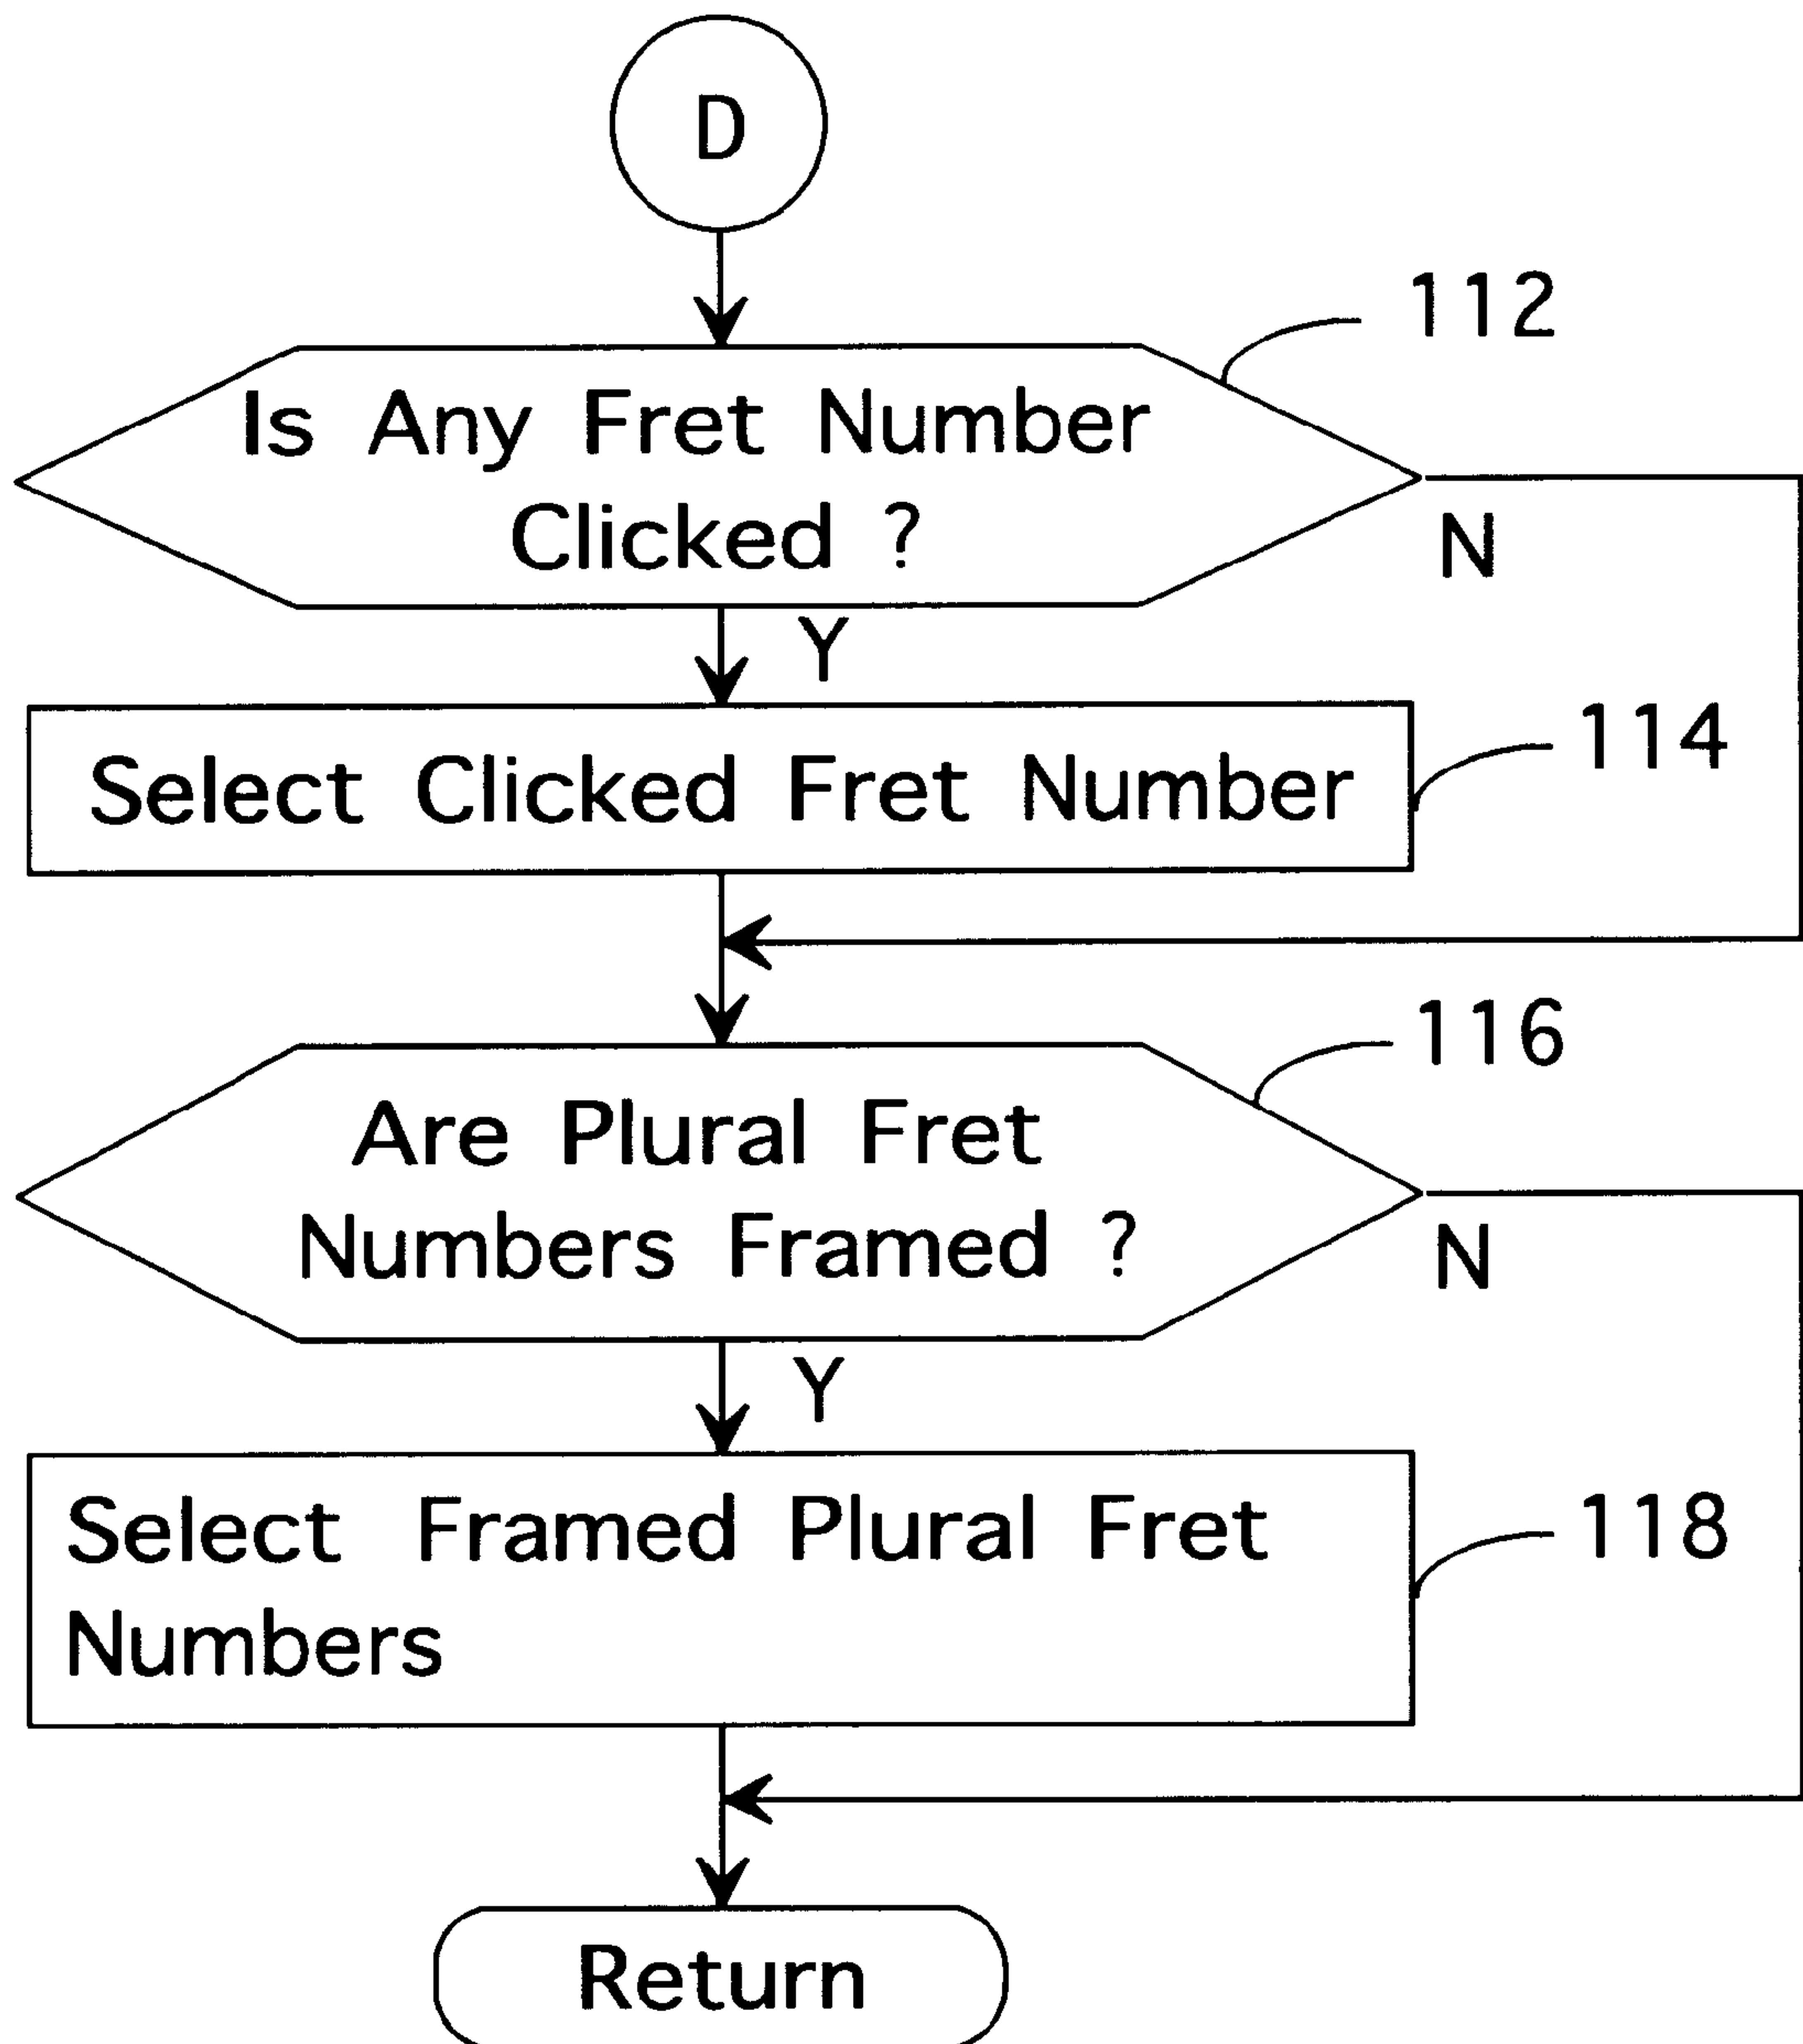 D
112
Is Any Fret Number
Clicked ?
N
Y
114
Select Clicked Fret Number
116
Are Plural Fret
Numbers Framed ?
N
Y
118
Select Framed Plural Fret
Numbers
Return